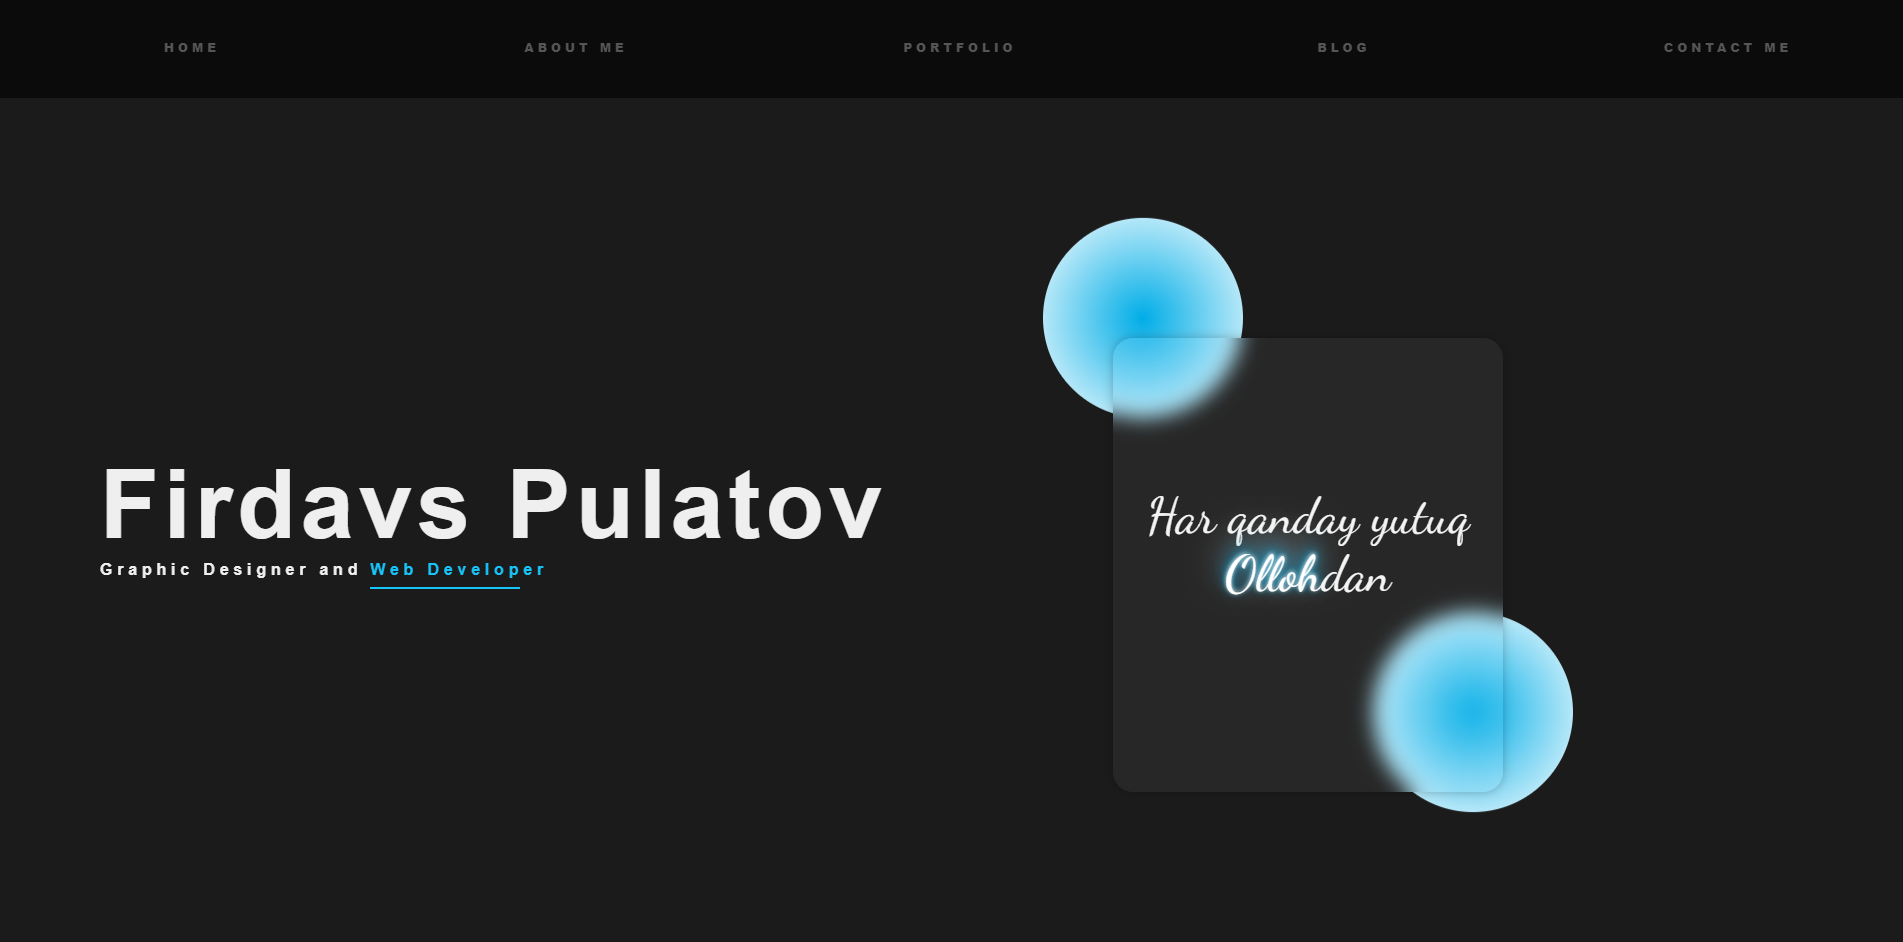 HOME ABOUT ME PORTFOLIO BLOG CONTACT ME
Firdavs Pulatov
Graphic Designer and Web Developer
Har qanday yutuq
Ollohdan